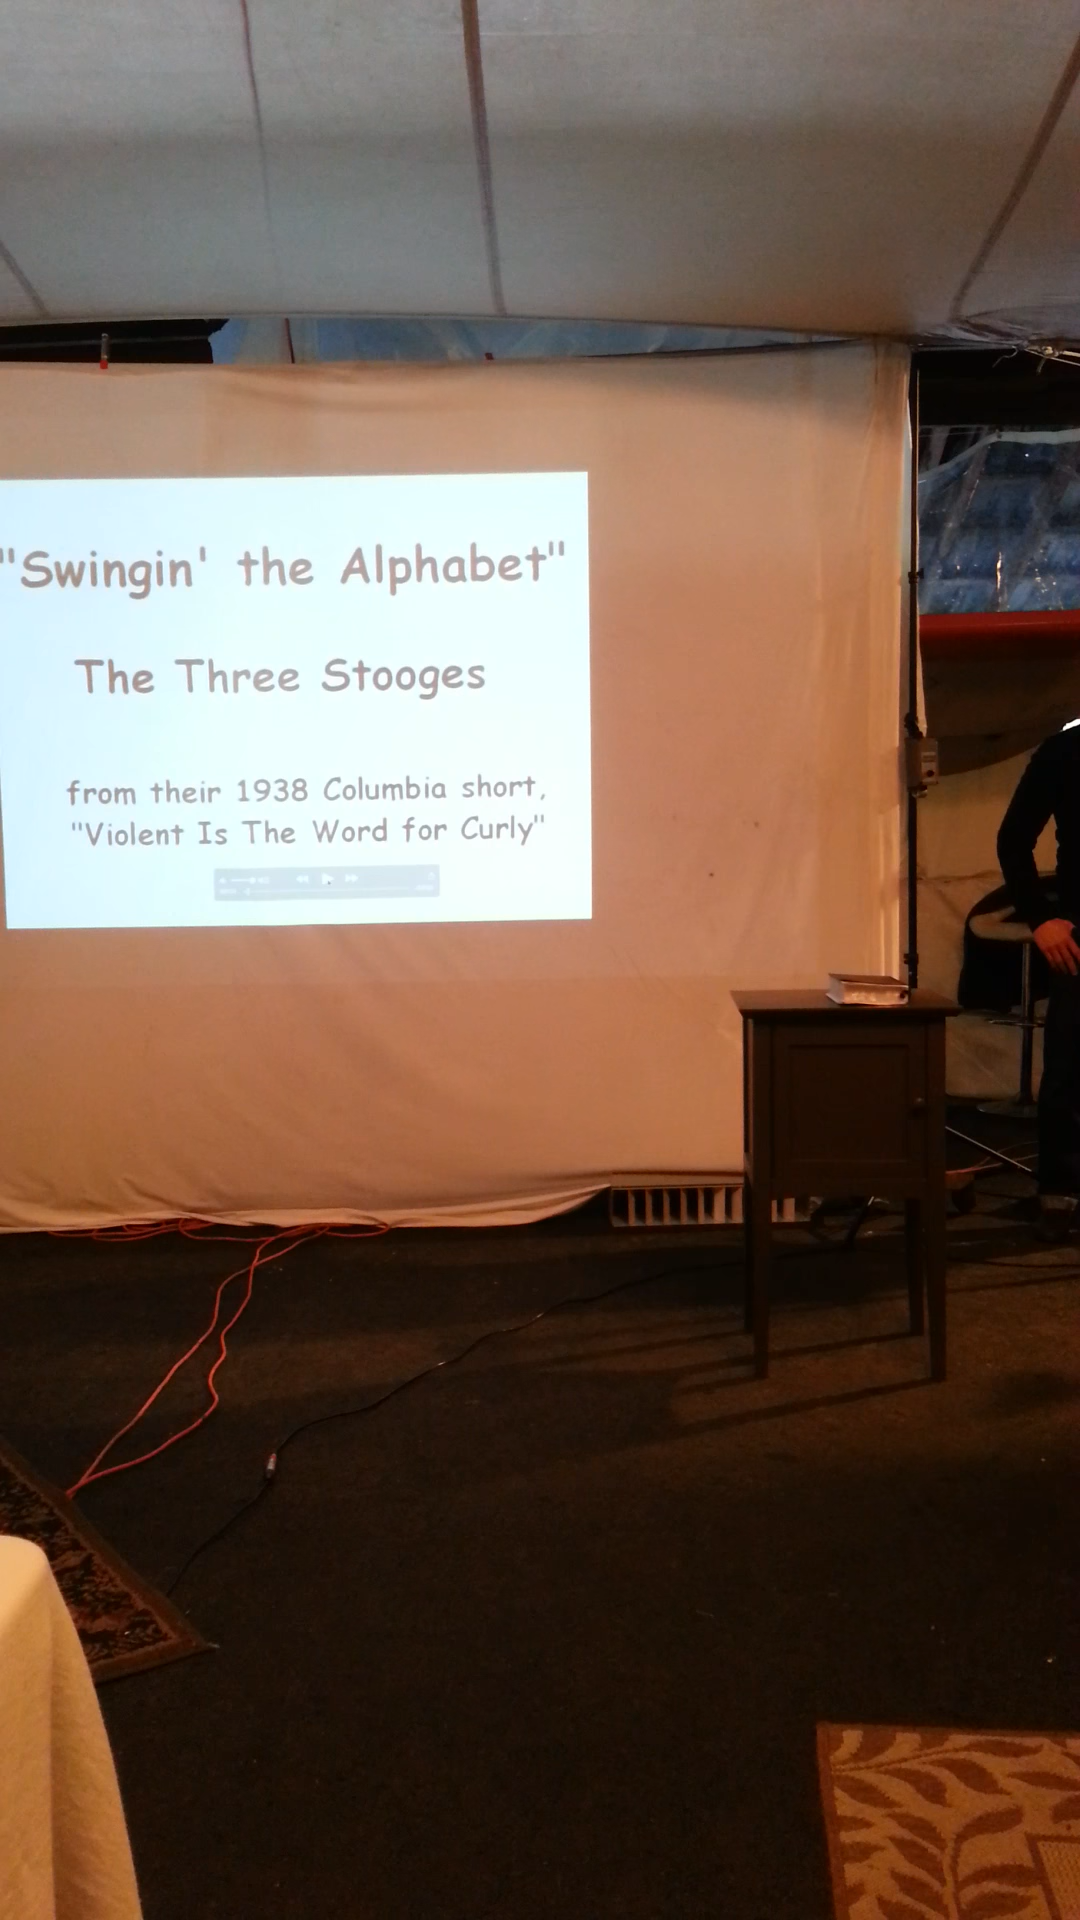 "Swingin' the Alphabet"
The Three Stooges
from their 1938 Columbia short,
"Violent Is The Word for Curly"